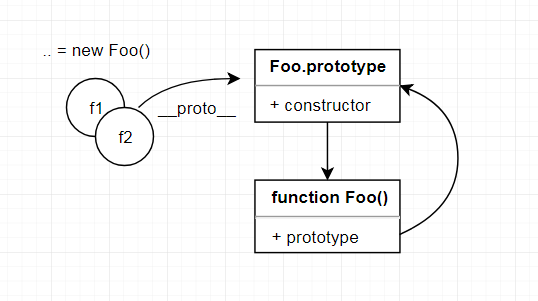 .. = new Foo()
f1
f2
__proto__
Foo.prototype
+ constructor
function Foo()
+ prototype